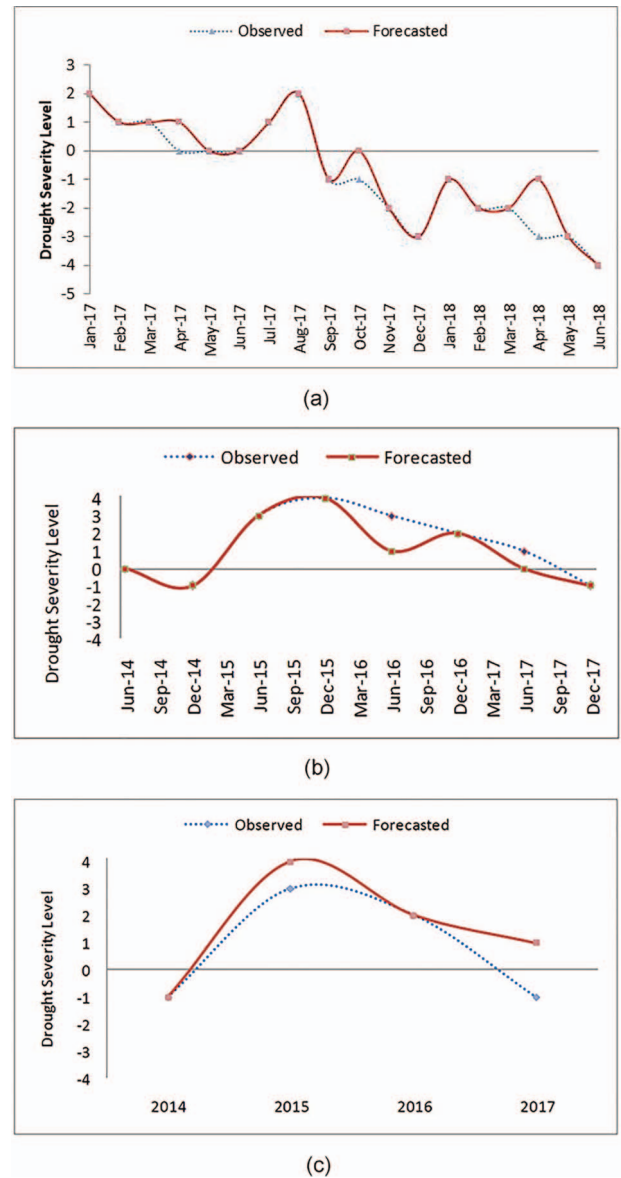 Observed Forecasted
Drought Severity Level
3
2
1
0
-1
-2
-3
-4
-5
Jan-17 Feb-17 Mar-17 Apr-17 May-17 Jun-17 Jul-17 Aug-17 Sep-17 Oct-17 Nov-17 Dec-17 Jan-18 Feb-18 Mar-18 Apr-18 May-18 Jun-18
(a)
Observed Forecasted
Drought Severity Level
4
3
2
1
0
-1
-2
-3
-4
Jun-14 Sep-14 Dec-14 Mar-15 Jun-15 Sep-15 Dec-15 Mar-16 Jun-16 Sep-16 Dec-16 Mar-17 Jun-17 Sep-17 Dec-17
(b)
Observed Forecasted
Drought Severity Level
4
3
2
1
0
-1
-2
-3
-4
2014 2015 2016 2017
(c)